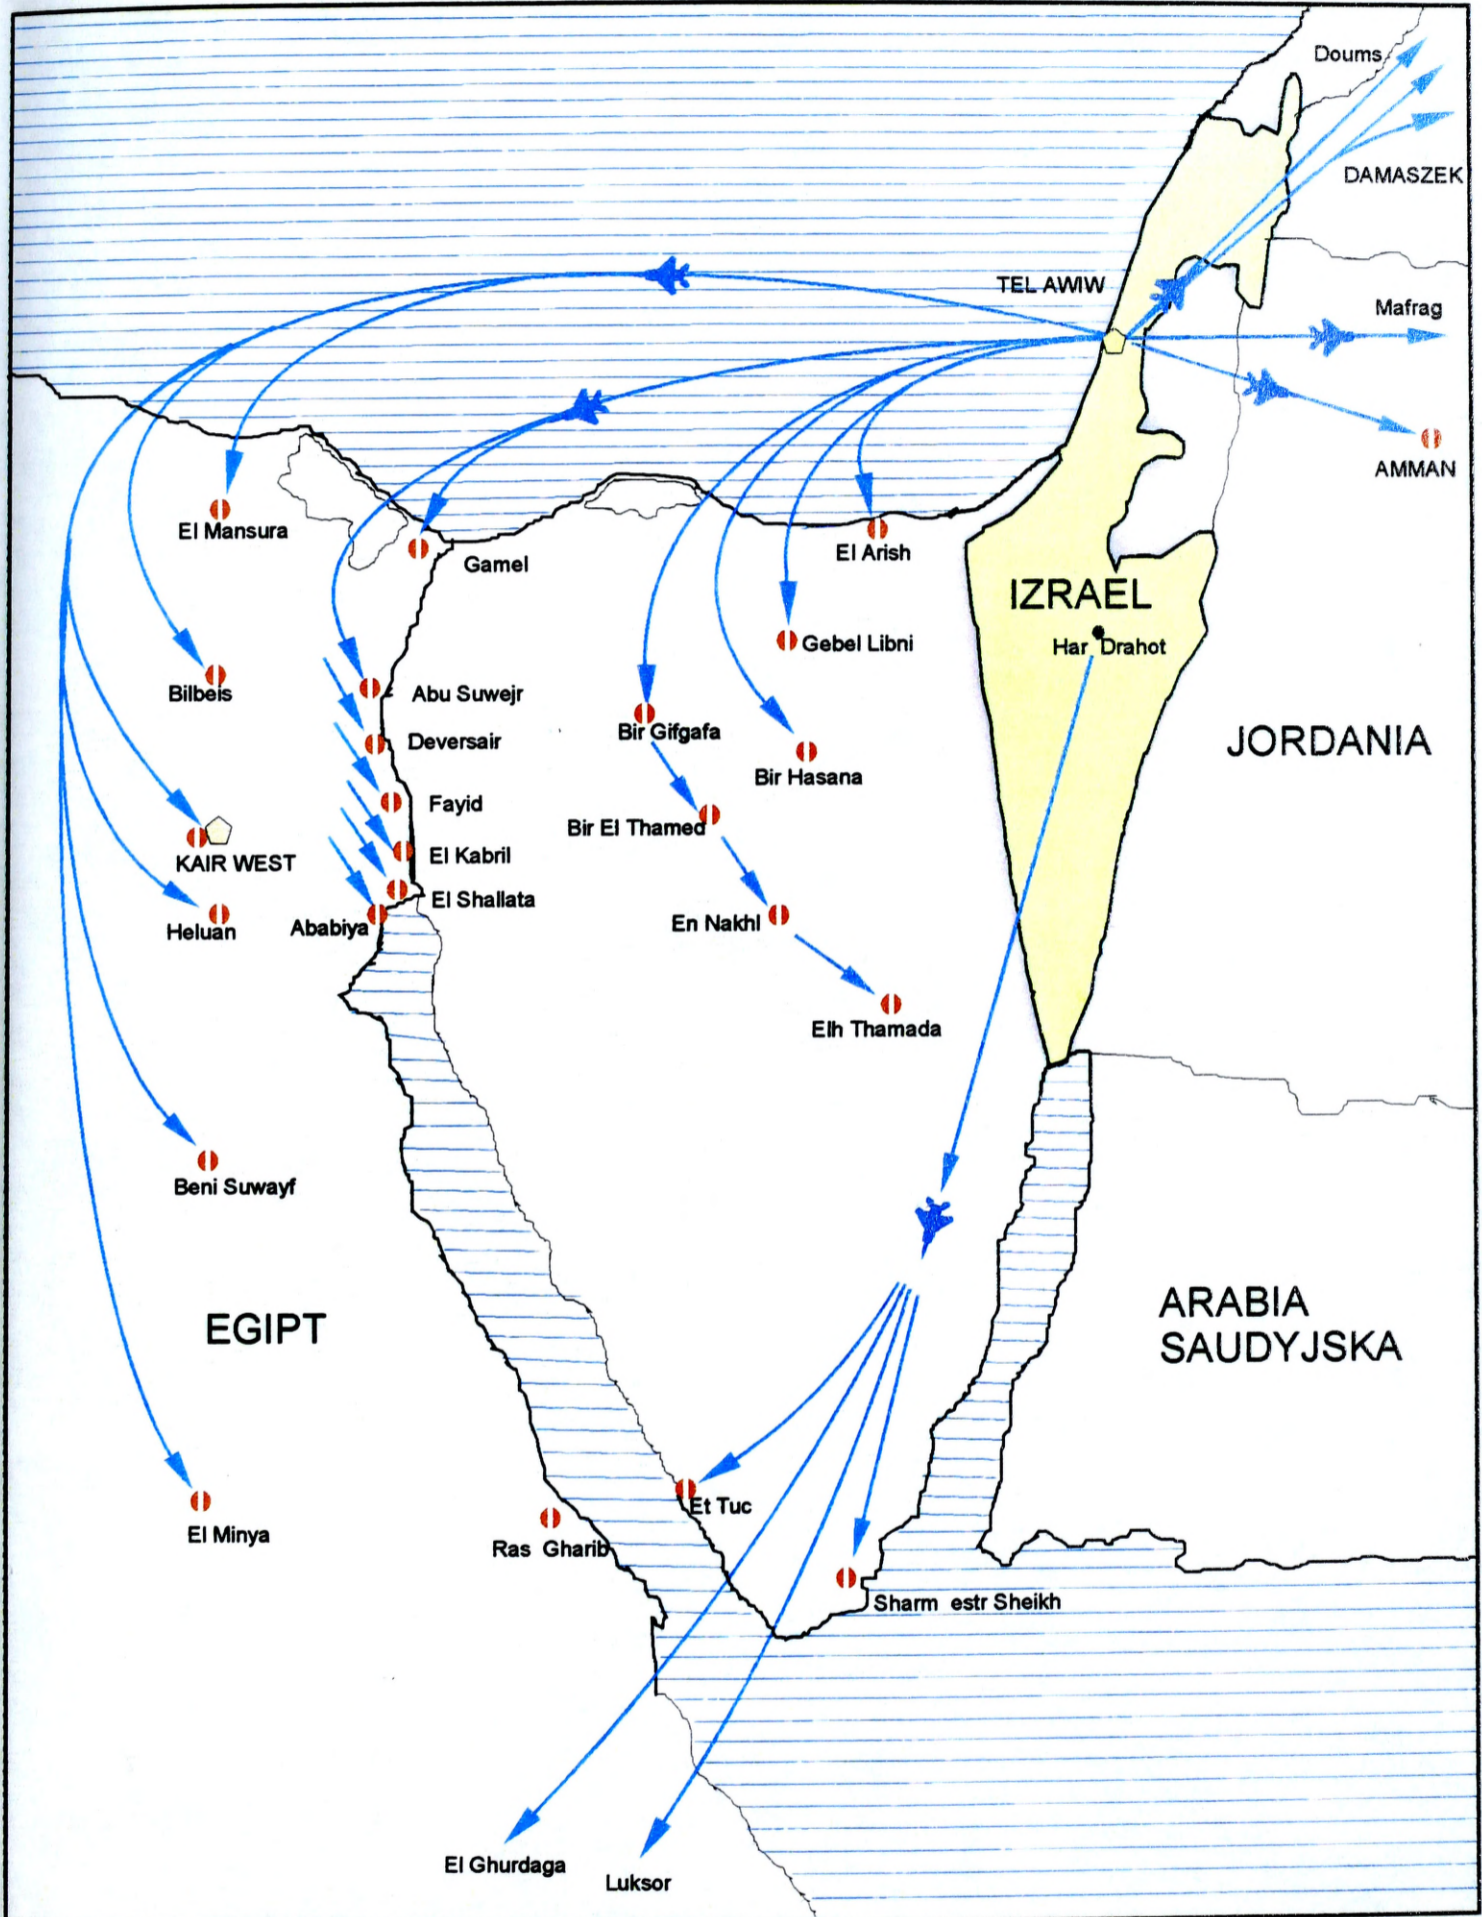 Doums
DAMASZEK
TEL AWIW
Mafrag
AMMAN
El Mansura
Gamel
El Arish
IZRAEL
Har Drahot
Gebel Libni
Bilbeis
Abu Suwejr
Bir Gifgafa
Deversair
JORDANIA
Bir Hasana
Fayid
Bir El Thamed
El Kabril
KAIR WEST
El Shallata
En Nakhl
Ababiya
Heluan
Elh Thamada
Beni Suwayf
EGIPT
ARABIA
SAUDYJSKA
Et Tuc
El Minya
Ras Gharib
Sharm estr Sheikh
El Ghurdaga
Luksor